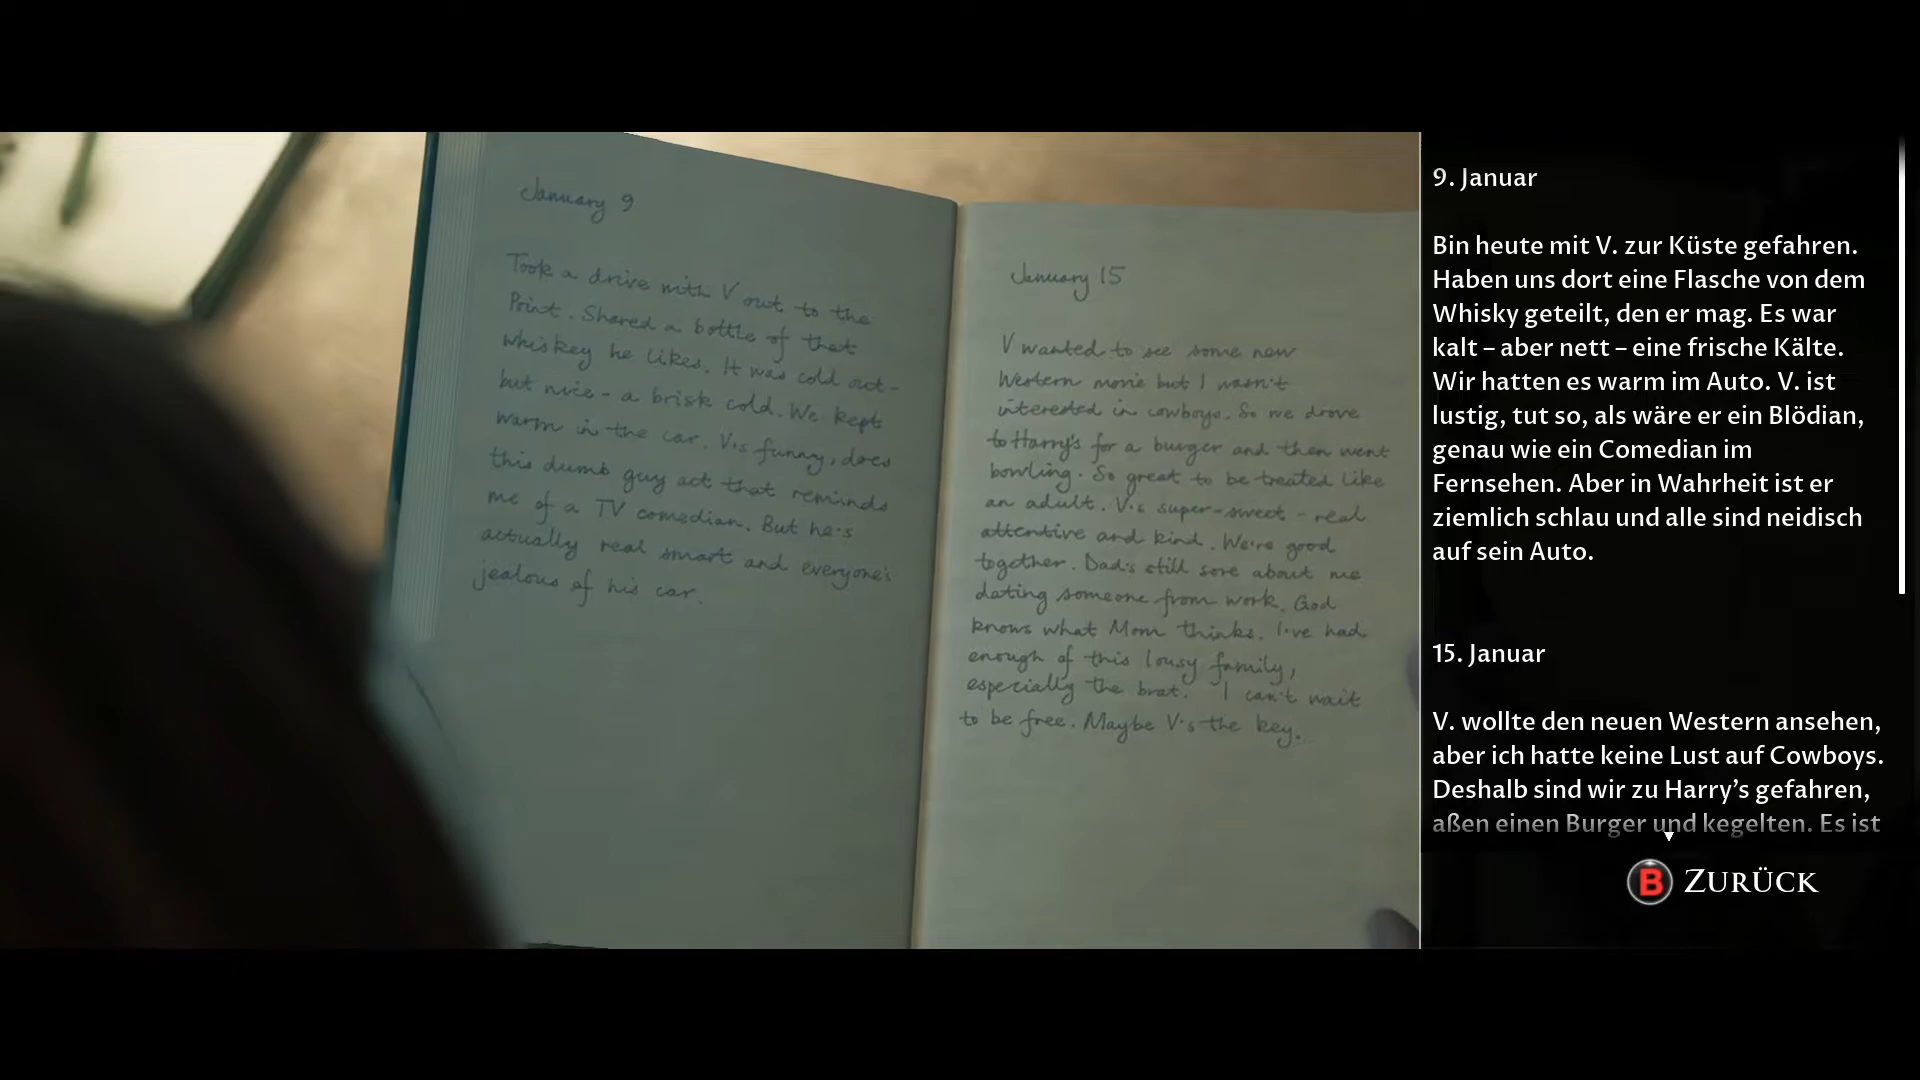 January 9
Took a drive with V out to the
Point. Shared a bottle of that
whiskey he likes. It was cold out-
but nice - a brisk cold. We kept
warm in the car. V's funny, does
this dumb guy act that reminds
me of a TV comedian. But he's
actually real smart and everyone's
jealous of his car.
January 15
V wanted to see some new
Western movie but I wasn't
interested in cowboys. So we drove
to Harry's for a burger and then went
bowling. So great to be treated like
an adult. V's super-sweet - real
attentive and kind. We're good
together. Dad's still sore about me
dating someone from work. God
knows what Mom thinks. I've had
enough of this lousy family,
especially the brat. I can't wait
to be free. Maybe V's the key.
9. Januar
Bin heute mit V. zur Küste gefahren.
Haben uns dort eine Flasche von dem
Whisky geteilt, den er mag. Es war
kalt – aber nett – eine frische Kälte.
Wir hatten es warm im Auto. V. ist
lustig, tut so, als wäre er ein Blödian,
genau wie ein Comedian im
Fernsehen. Aber in Wahrheit ist er
ziemlich schlau und alle sind neidisch
auf sein Auto.
15. Januar
V. wollte den neuen Western ansehen,
aber ich hatte keine Lust auf Cowboys.
Deshalb sind wir zu Harry's gefahren,
aßen einen Burger und kegelten. Es ist
B ZURÜCK